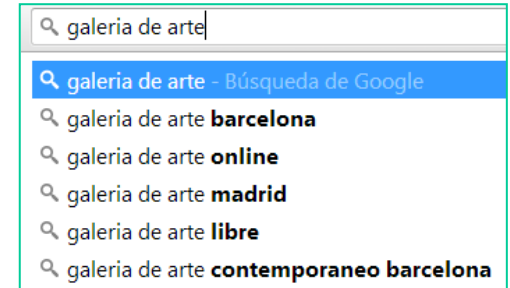 galeria de arte
galeria de arte - Búsqueda de Google
galeria de arte barcelona
galeria de arte online
galeria de arte madrid
galeria de arte libre
galeria de arte contemporaneo barcelona